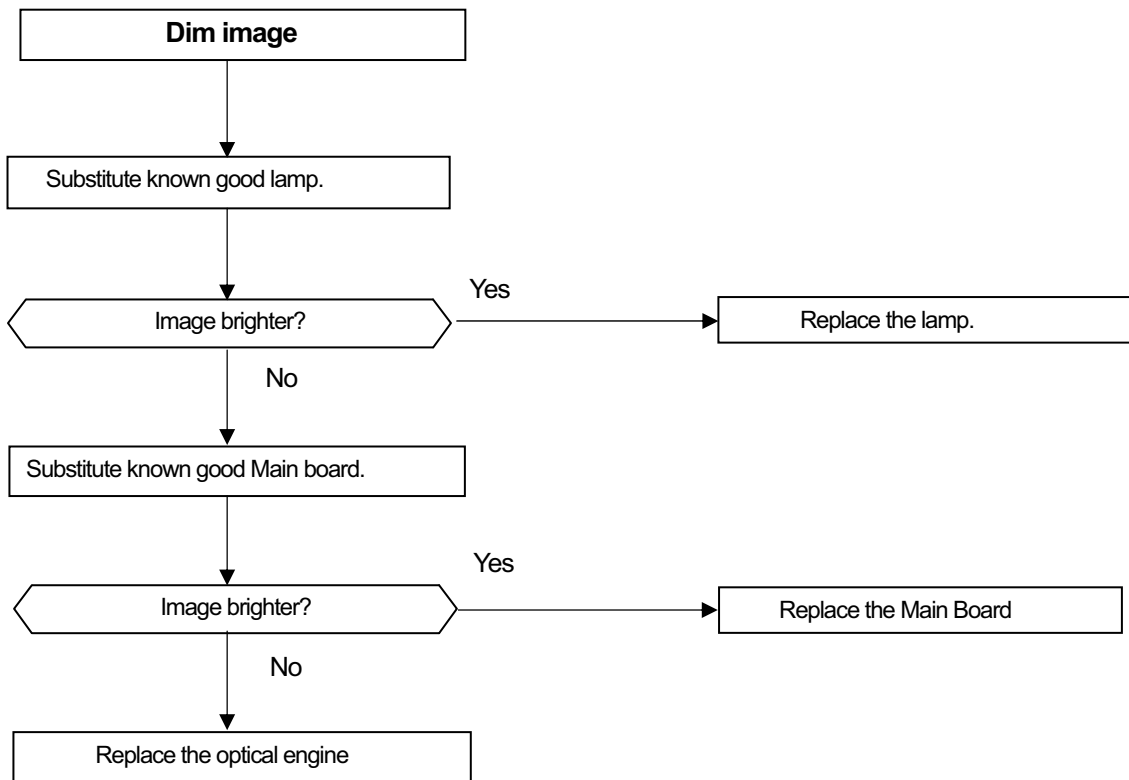 Dim image
Substitute known good lamp.
Yes
Image brighter?
Replace the lamp.
No
Substitute known good Main board.
Yes
Image brighter?
Replace the Main Board
No
Replace the optical engine